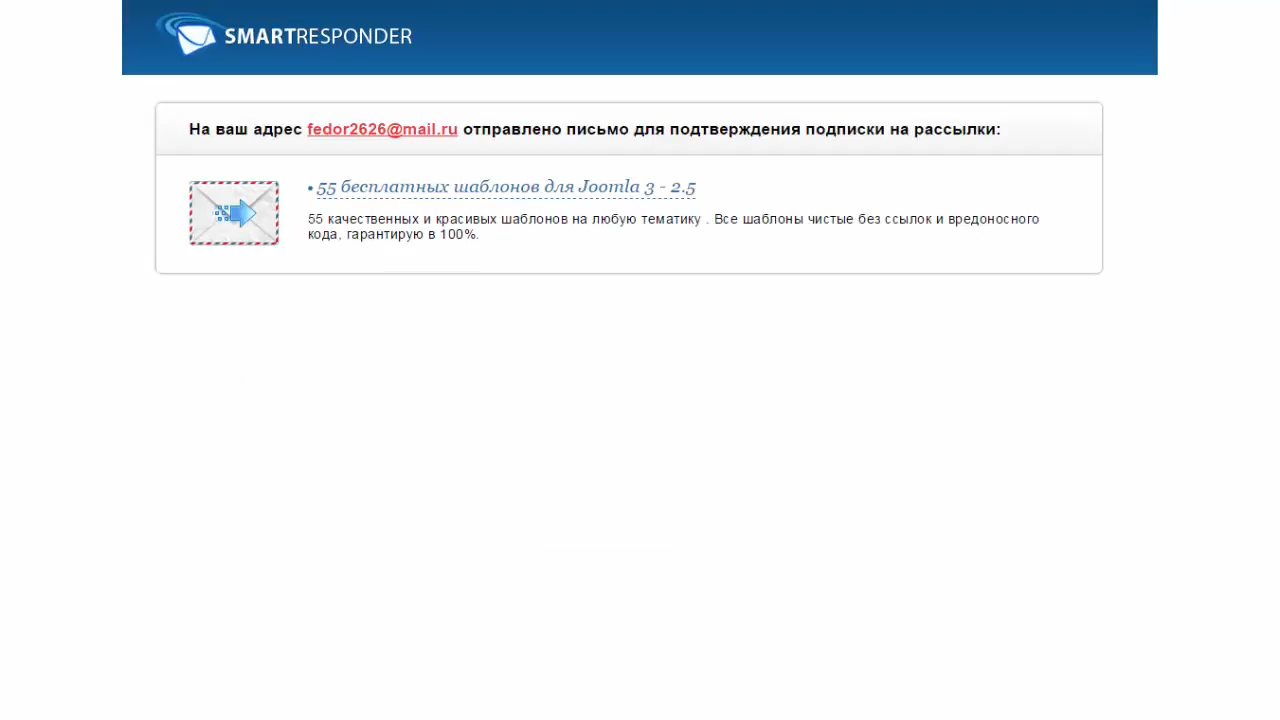 SMARTRESPONDER
На ваш адрес fedor2626@mail.ru отправлено письмо для подтверждения подписки на рассылки:
• 55 бесплатных шаблонов для Joomla 3 - 2.5
55 качественных и красивых шаблонов на любую тематику . Все шаблоны чистые без ссылок и вредоносного
кода, гарантирую в 100%.